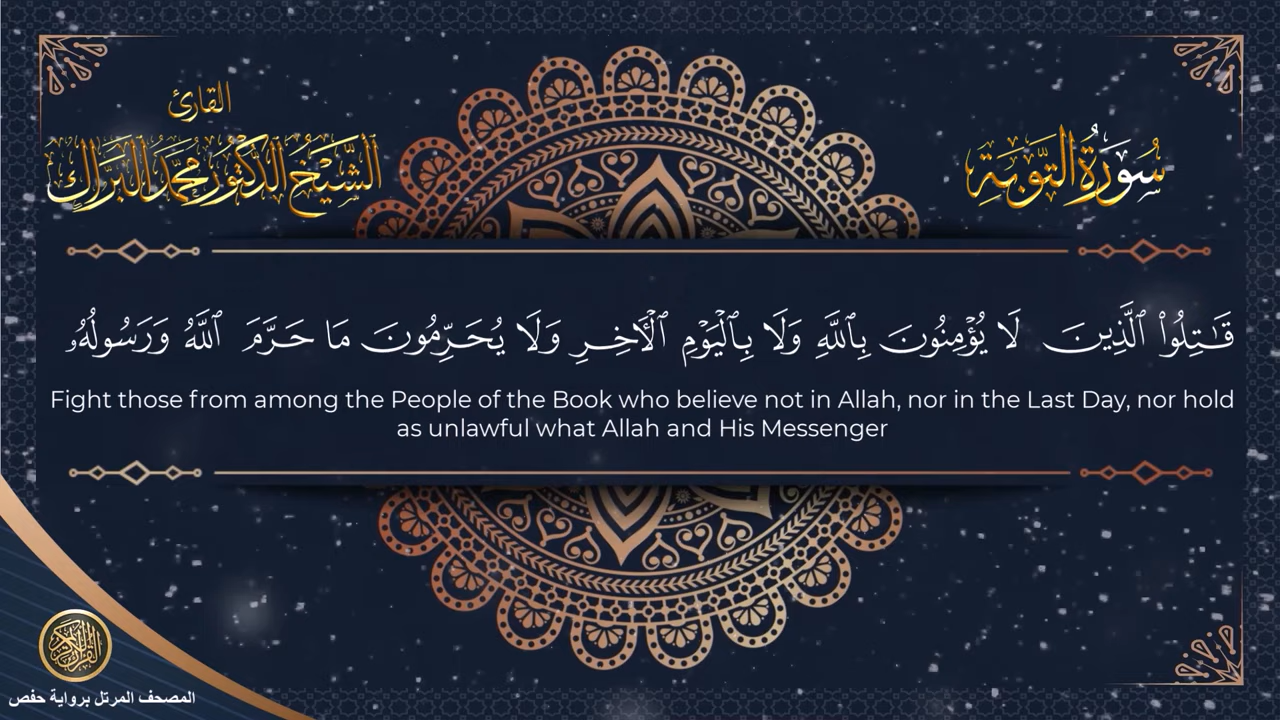 القارئ
الشيخ الدكتور محمد البراك
سورة التوبة
قَـٰتِلُوا۟ ٱلَّذِينَ لَا يُؤْمِنُونَ بِٱللَّهِ وَلَا بِٱلْيَوْمِ ٱلْـَٔاخِرِ وَلَا يُحَرِّمُونَ مَا حَرَّمَ ٱللَّهُ وَرَسُولُهُۥ
Fight those from among the People of the Book who believe not in Allah, nor in the Last Day, nor hold
as unlawful what Allah and His Messenger
القرآن الكريم
المصحف المرتل برواية حفص